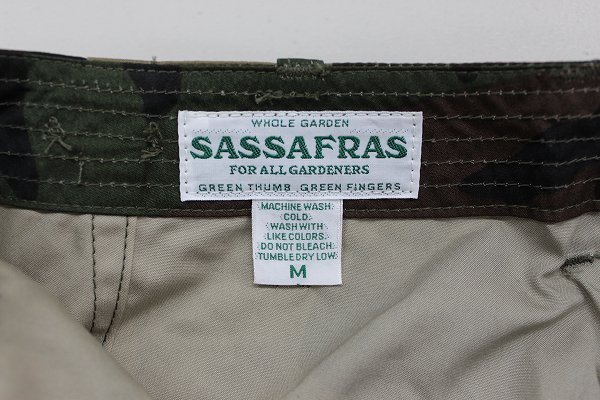 WHOLE GARDEN
SASSAFRAS
FOR ALL GARDENERS
GREEN THUMB GREEN FINGERS
MACHINE WASH
COLD.
WASH WITH
LIKE COLORS.
DO NOT BLEACH.
TUMBLE DRY LOW.
M